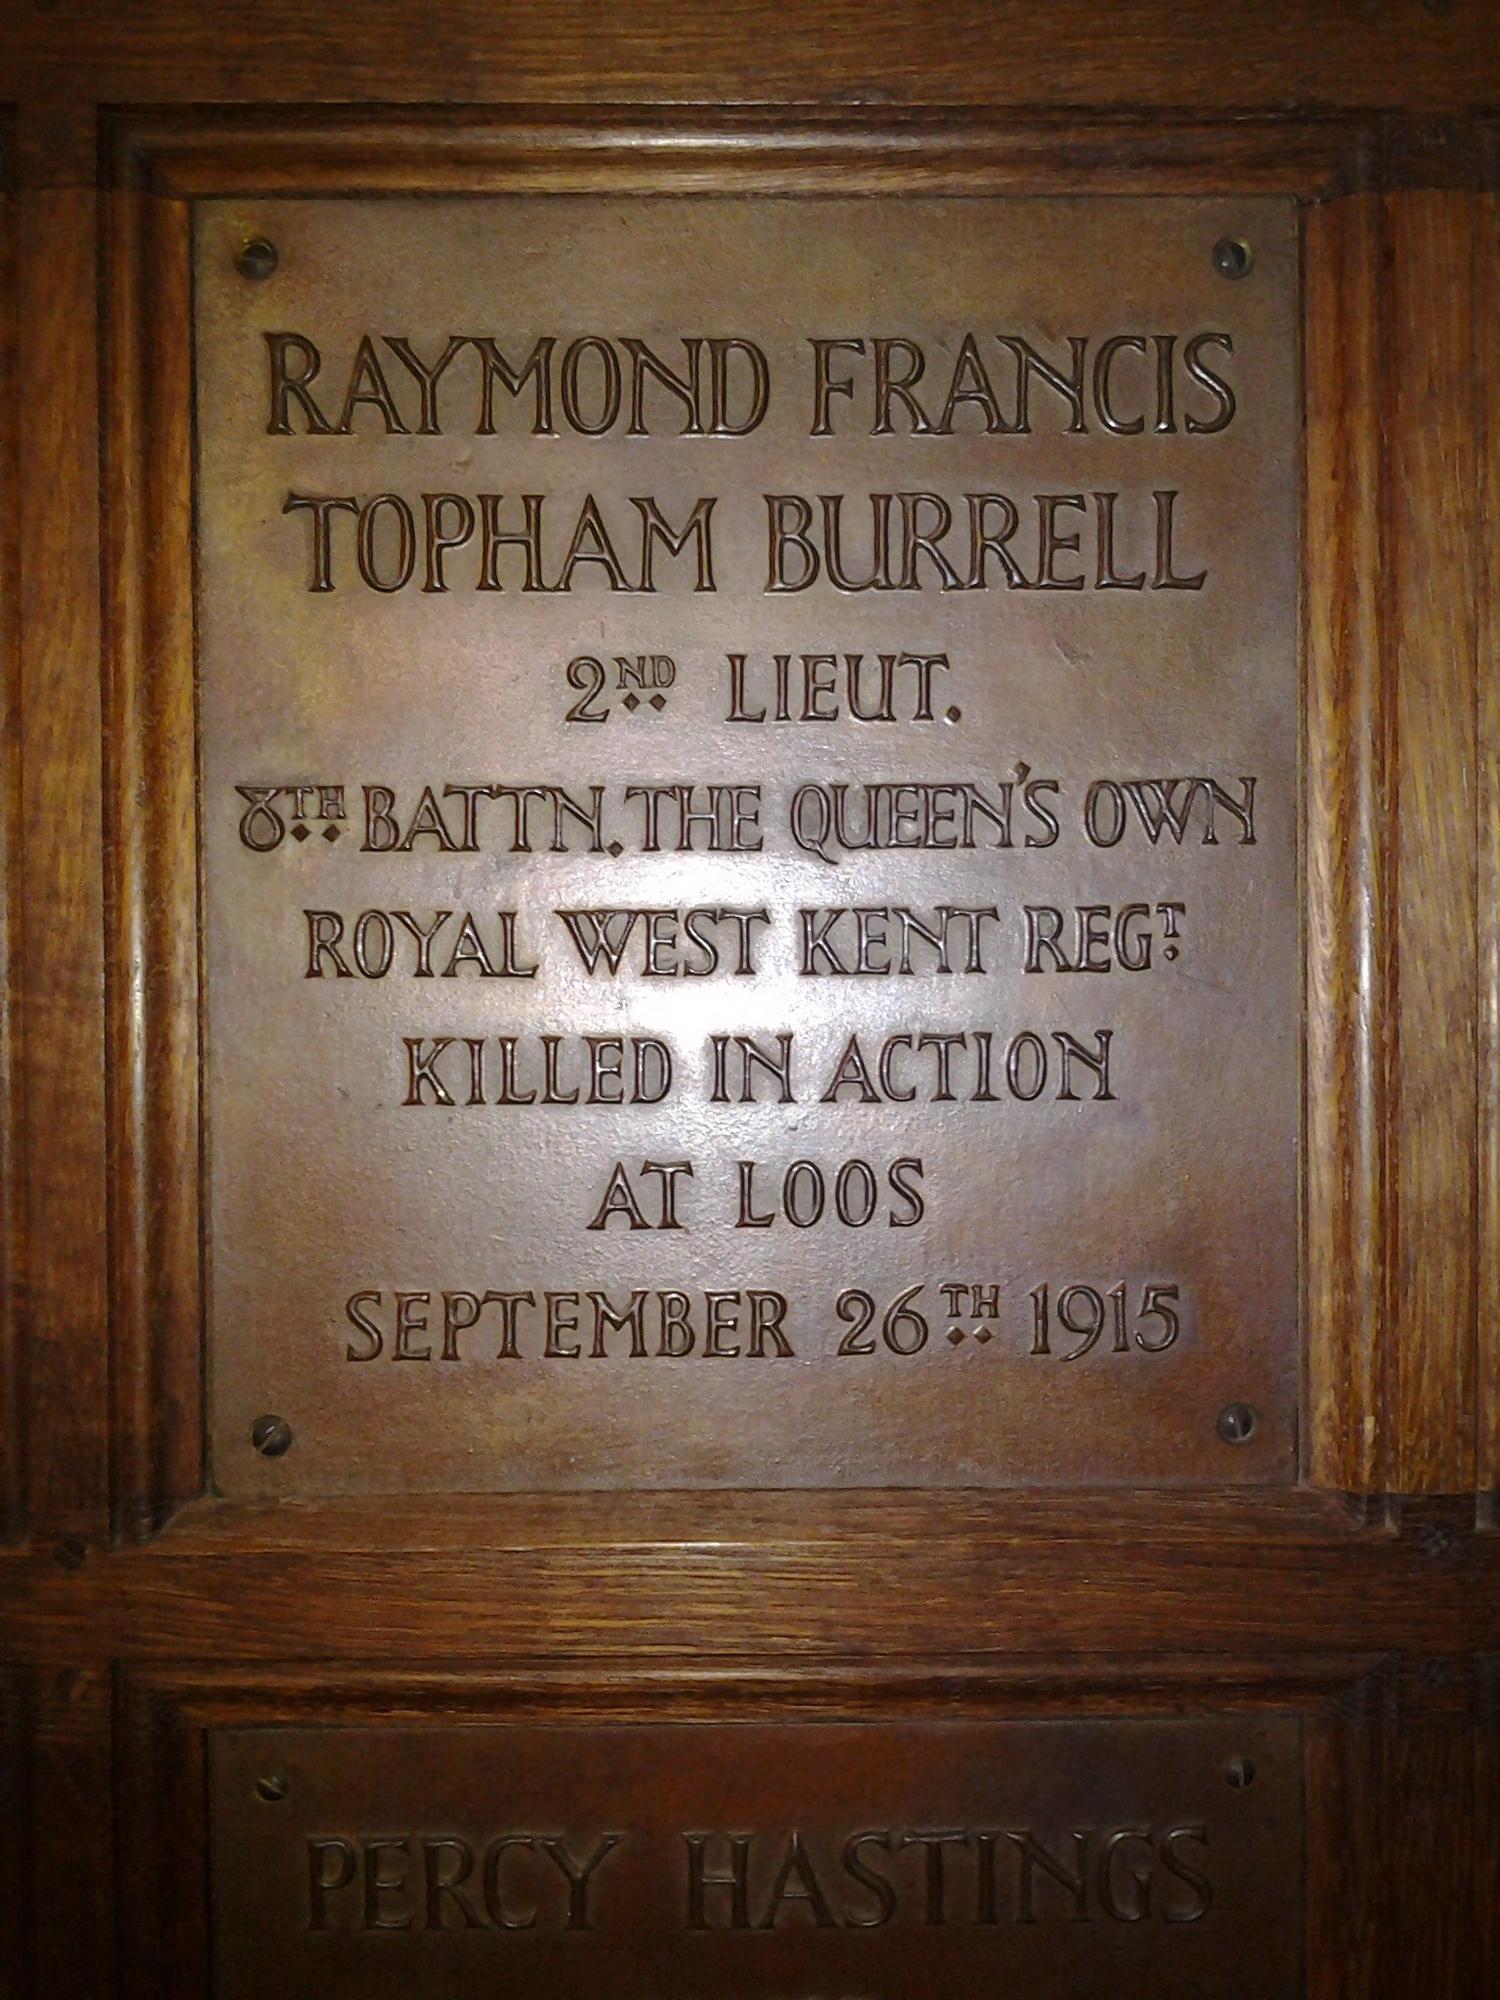 RAYMOND FRANCIS
TOPHAM BURRELL
2ND LIEUT.
8TH BATTN. THE QUEEN'S OWN
ROYAL WEST KENT REGT.
KILLED IN ACTION
AT LOOS
SEPTEMBER 26TH 1915
PERCY HASTINGS